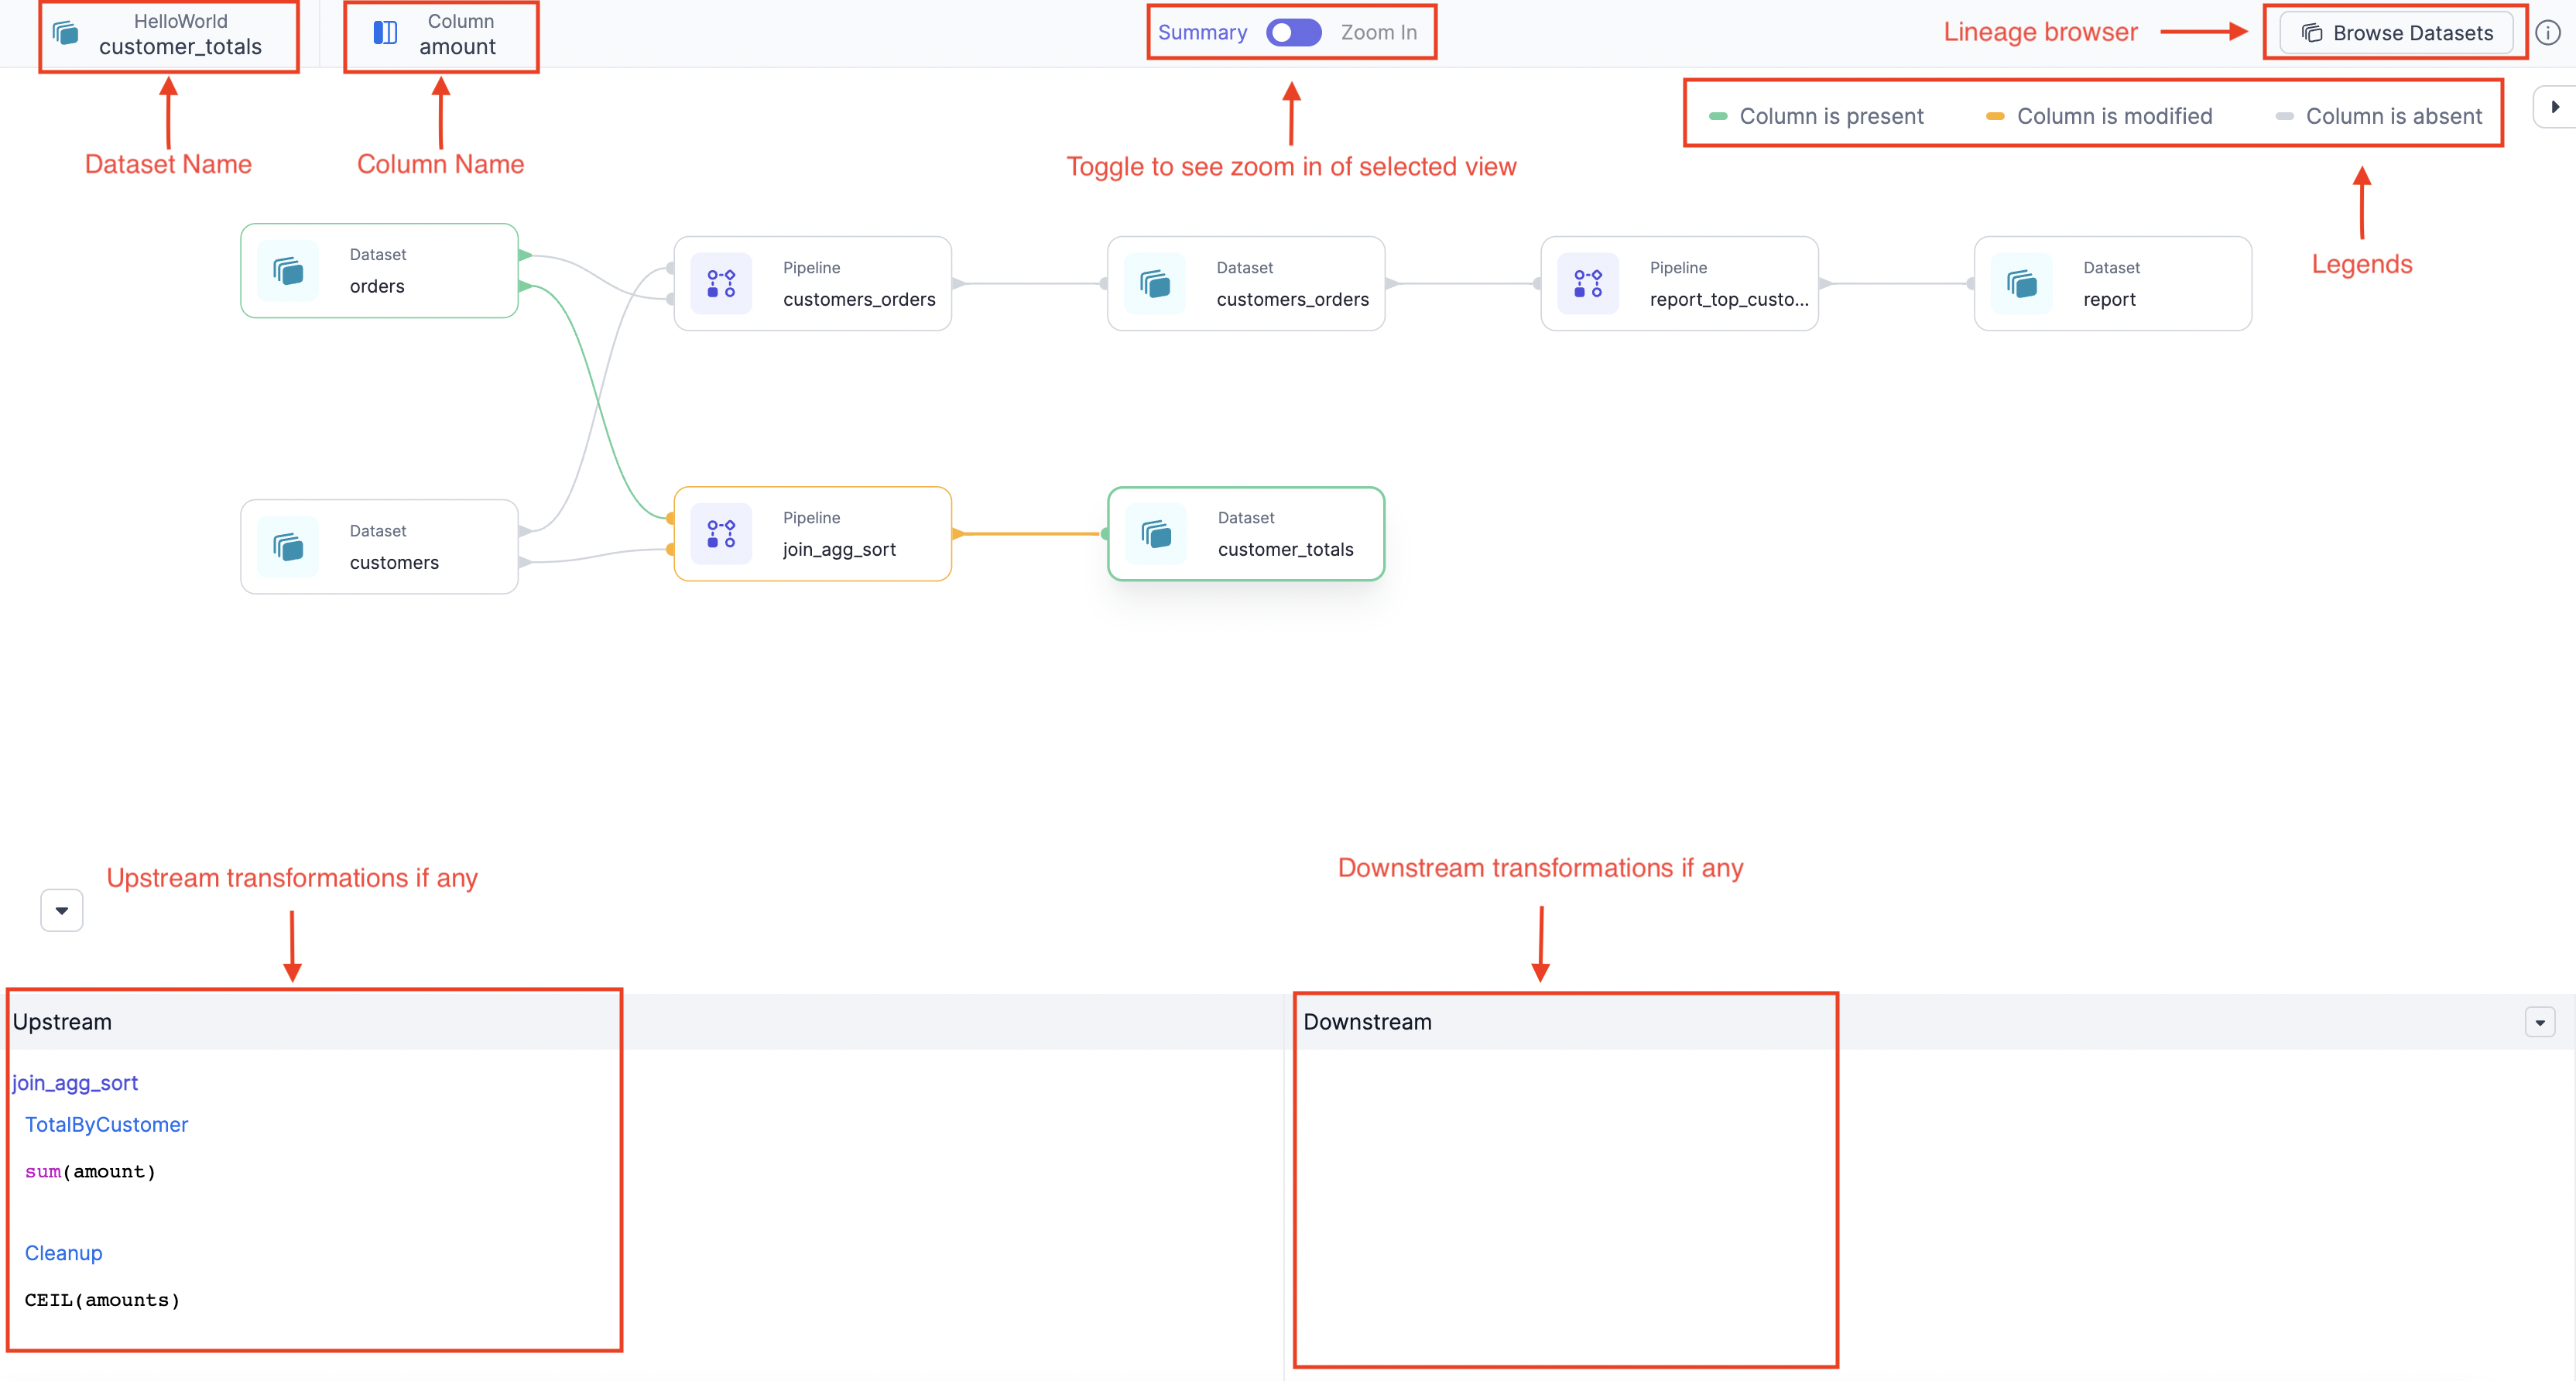 HelloWorld
customer_totals
Column
amount
Summary
Zoom In
Lineage browser
Browse Datasets
Column is present
Column is modified
Column is absent
Dataset Name
Column Name
Toggle to see zoom in of selected view
Legends
Dataset
orders
Pipeline
customers_orders
Dataset
customers_orders
Pipeline
report_top_custo...
Dataset
report
Dataset
customers
Pipeline
join_agg_sort
Dataset
customer_totals
Upstream transformations if any
Downstream transformations if any
Upstream
join_agg_sort
TotalByCustomer
sum(amount)
Cleanup
CEIL(amounts)
Downstream